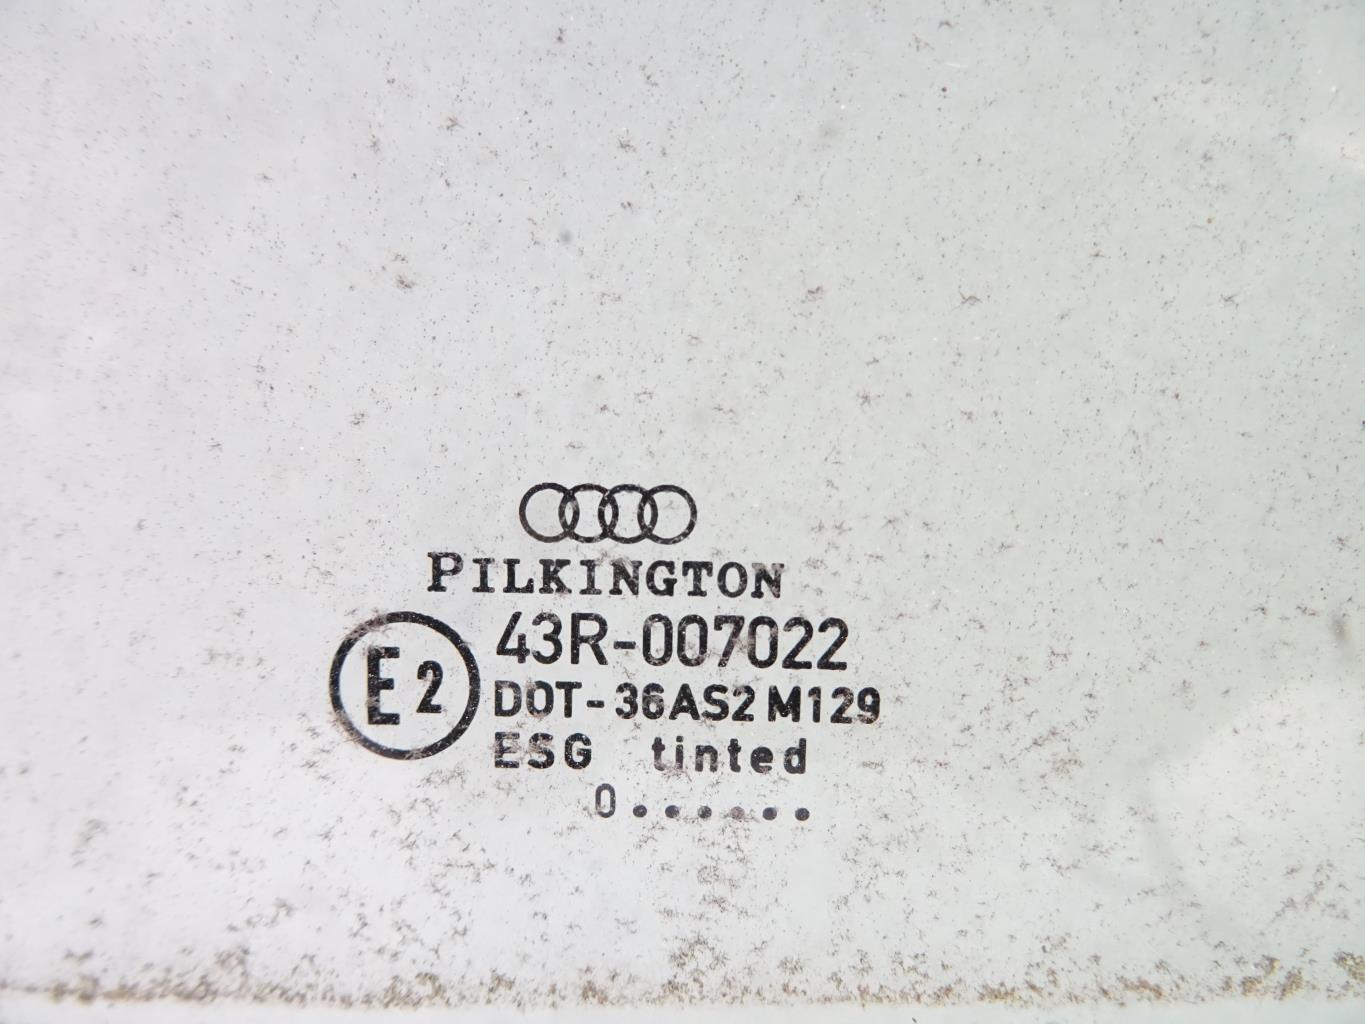 PILKINGTON
43R-007022
E2
DOT-36AS2 M129
ESG tinted
0......